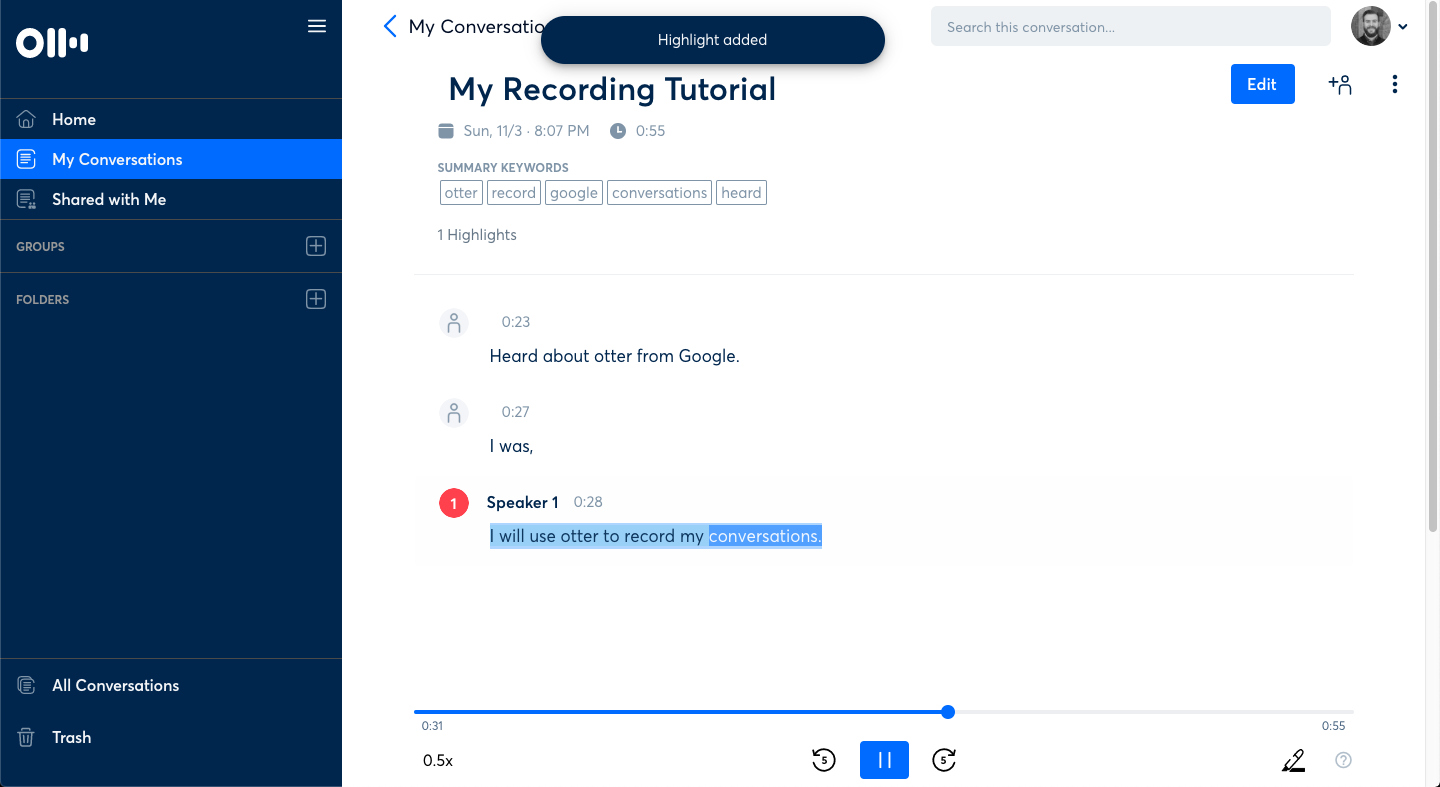 Home
My Conversations
Shared with Me
GROUPS
FOLDERS
All Conversations
Trash
My Conversatio
Highlight added
Search this conversation...
My Recording Tutorial
Edit
Sun, 11/3 · 8:07 PM 0:55
SUMMARY KEYWORDS
otter record google conversations heard
1 Highlights
0:23
Heard about otter from Google.
0:27
I was,
1 Speaker 1 0:28
I will use otter to record my conversations.
0:31 0:55
0.5x 5 5 ?